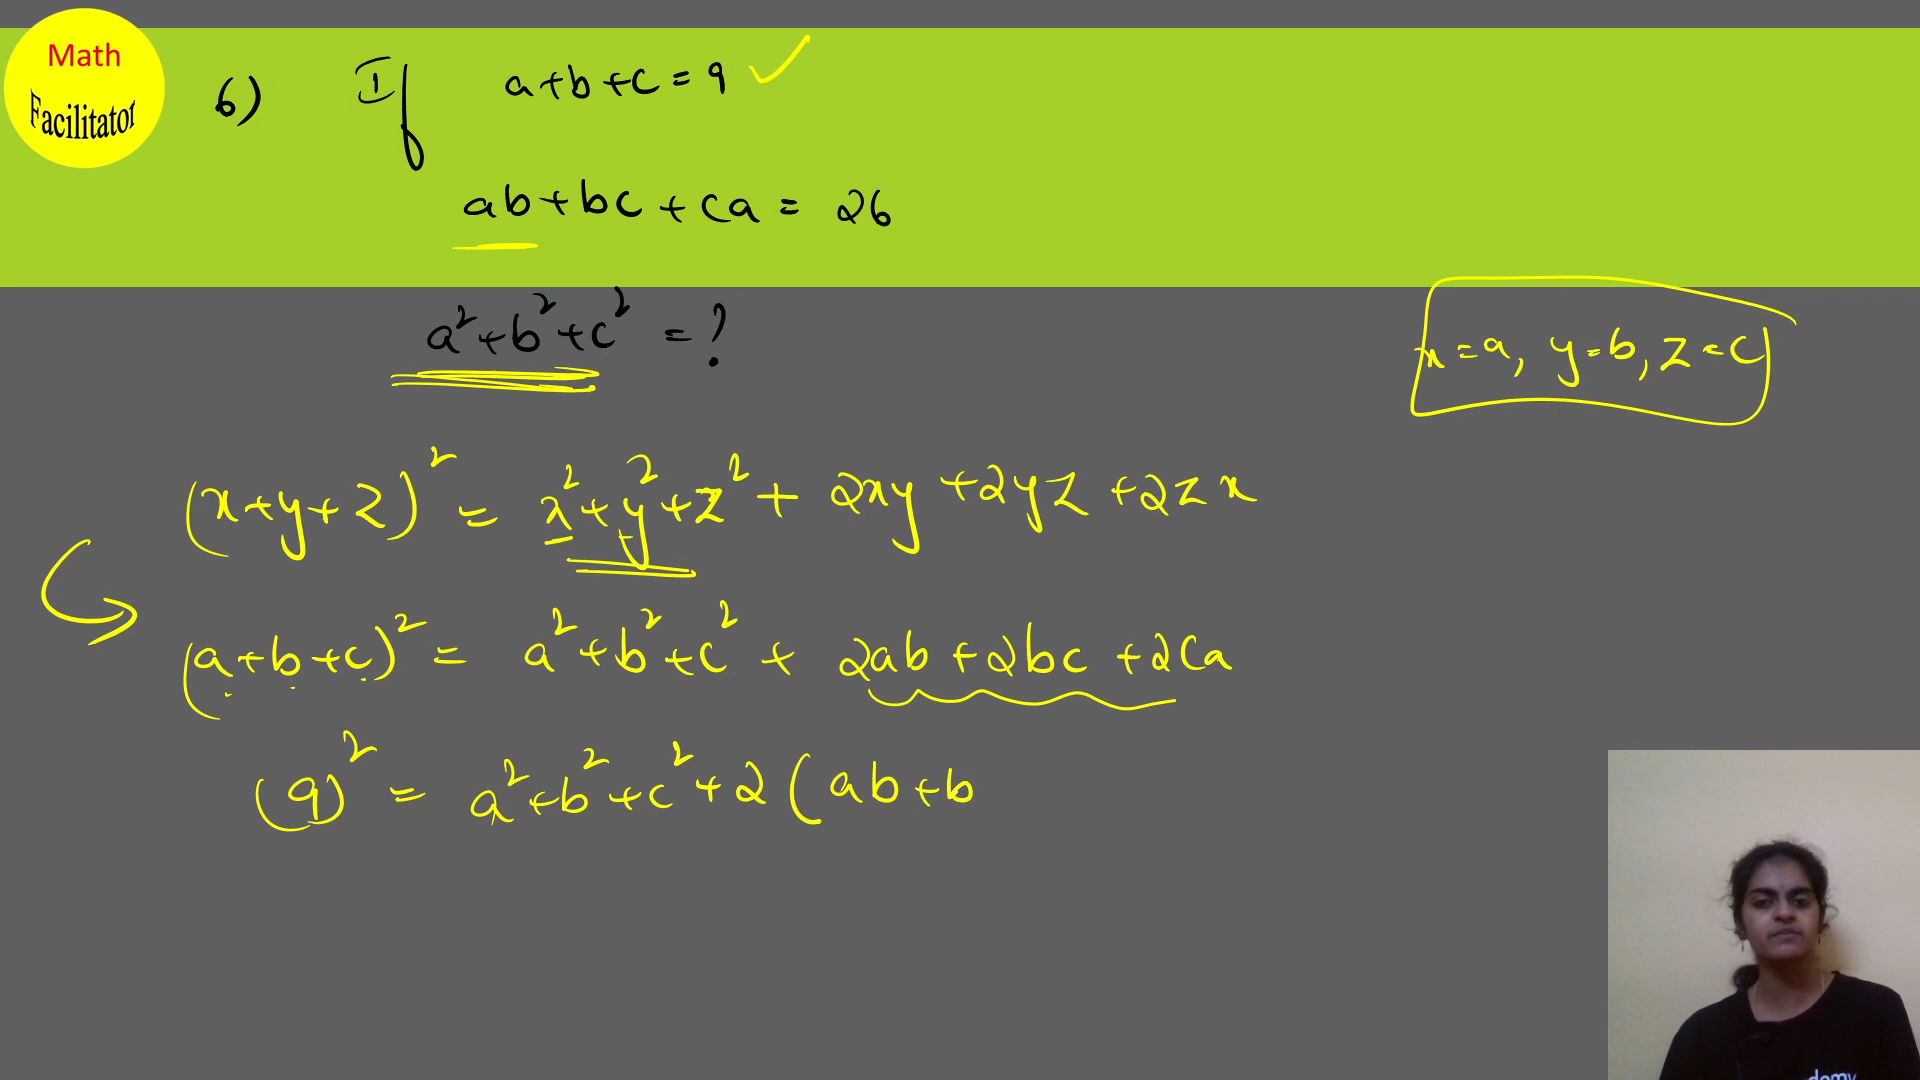 Math
Facilitator
6) If a+b+c = 9
ab+bc+ca = 26
a²+b²+c² = ?
x=a, y=b, z=c
(x+y+z)² = x²+y²+z²+ 2xy +2yz +2zx
(a+b+c)² = a²+b²+c² + 2ab+2bc+2ca
(9)² = a²+b²+c²+2(ab+b